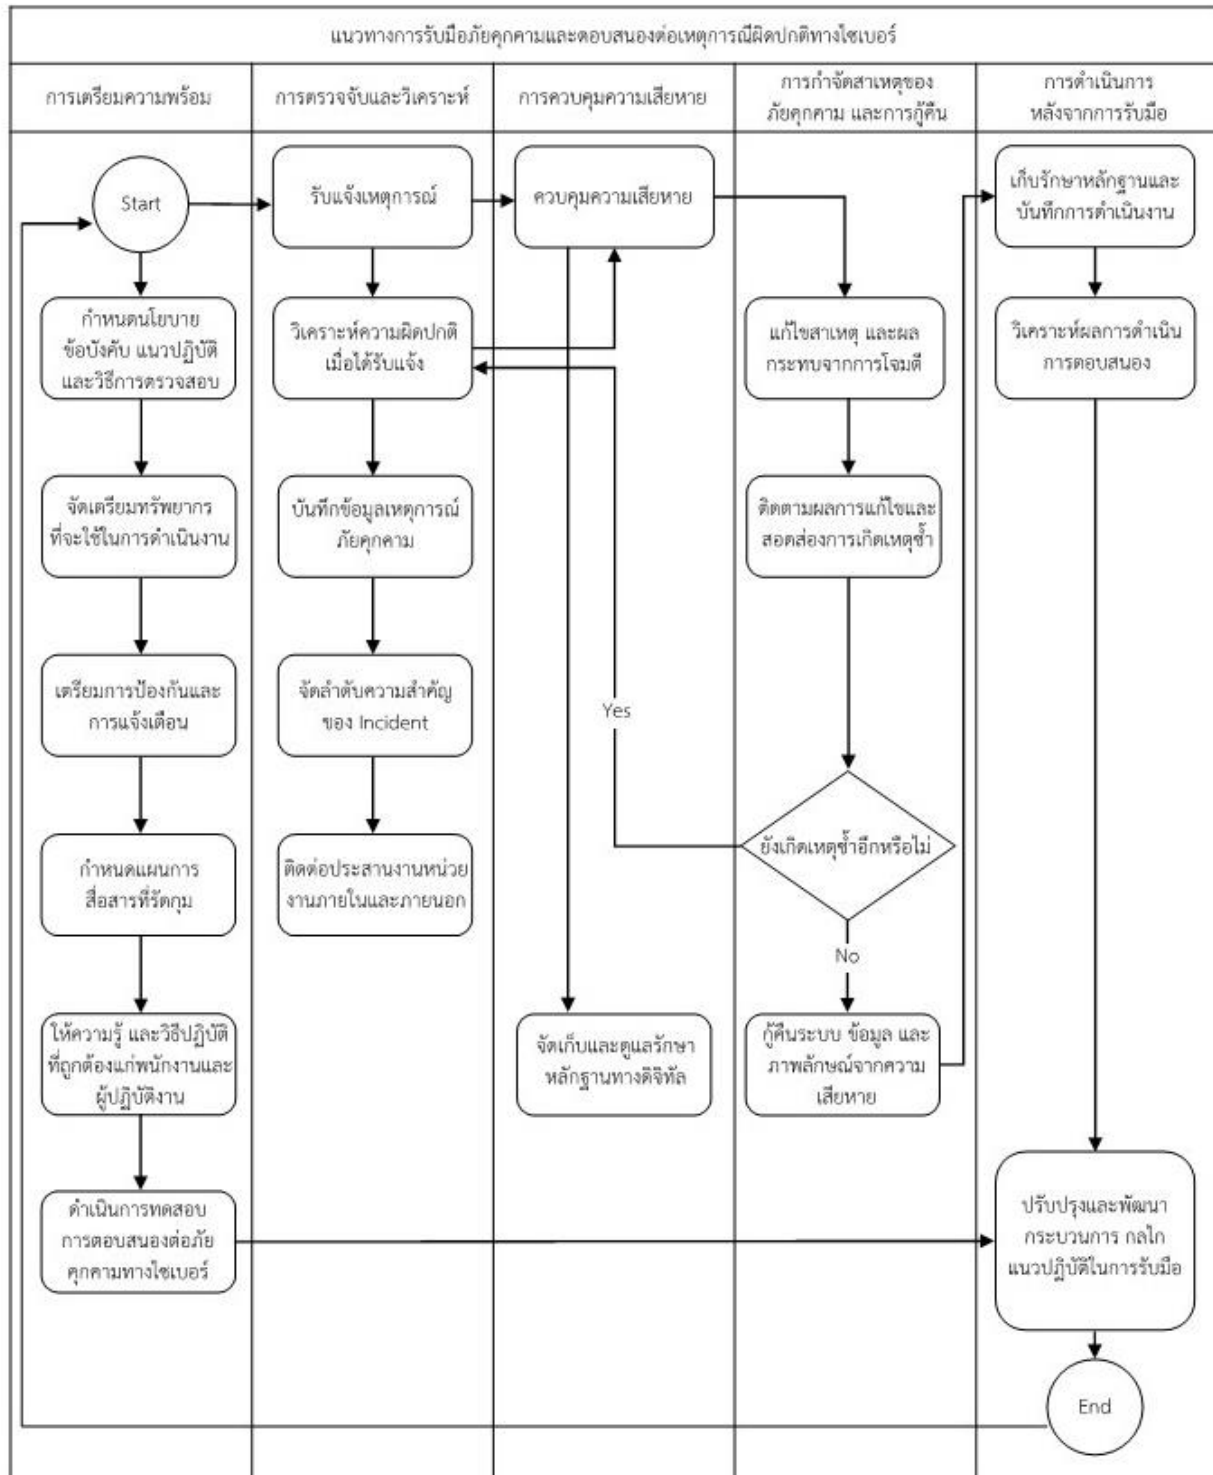 แนวทางการรับมือภัยคุกคามและตอบสนองต่อเหตุการณ์ผิดปกติทางไซเบอร์
การเตรียมความพร้อม
การตรวจจับและวิเคราะห์
การควบคุมความเสียหาย
การกำจัดสาเหตุของ
ภัยคุกคาม และการกู้คืน
การดำเนินการ
หลังจากการรับมือ
Start
กำหนดนโยบาย
ข้อบังคับ แนวปฏิบัติ
และวิธีการตรวจสอบ
จัดเตรียมทรัพยากร
ที่จะใช้ในการดำเนินงาน
เตรียมการป้องกันและ
การแจ้งเตือน
กำหนดแผนการ
สื่อสารที่รัดกุม
ให้ความรู้ และวิธีปฏิบัติ
ที่ถูกต้องแก่พนักงานและ
ผู้ปฏิบัติงาน
ดำเนินการทดสอบ
การตอบสนองต่อภัย
คุกคามทางไซเบอร์
รับแจ้งเหตุการณ์
วิเคราะห์ความผิดปกติ
เมื่อได้รับแจ้ง
บันทึกข้อมูลเหตุการณ์
ภัยคุกคาม
จัดลำดับความสำคัญ
ของ Incident
ติดต่อประสานงานหน่วย
งานภายในและภายนอก
ควบคุมความเสียหาย
Yes
จัดเก็บและดูแลรักษา
หลักฐานทางดิจิทัล
แก้ไขสาเหตุ และผล
กระทบจากการโจมตี
ติดตามผลการแก้ไขและ
สอดส่องการเกิดเหตุซ้ำ
ยังเกิดเหตุซ้ำอีกหรือไม่
No
กู้คืนระบบ ข้อมูล และ
ภาพลักษณ์จากความ
เสียหาย
เก็บรักษาหลักฐานและ
บันทึกการดำเนินงาน
วิเคราะห์ผลการดำเนิน
การตอบสนอง
ปรับปรุงและพัฒนา
กระบวนการ กลไก
แนวปฏิบัติในการรับมือ
End